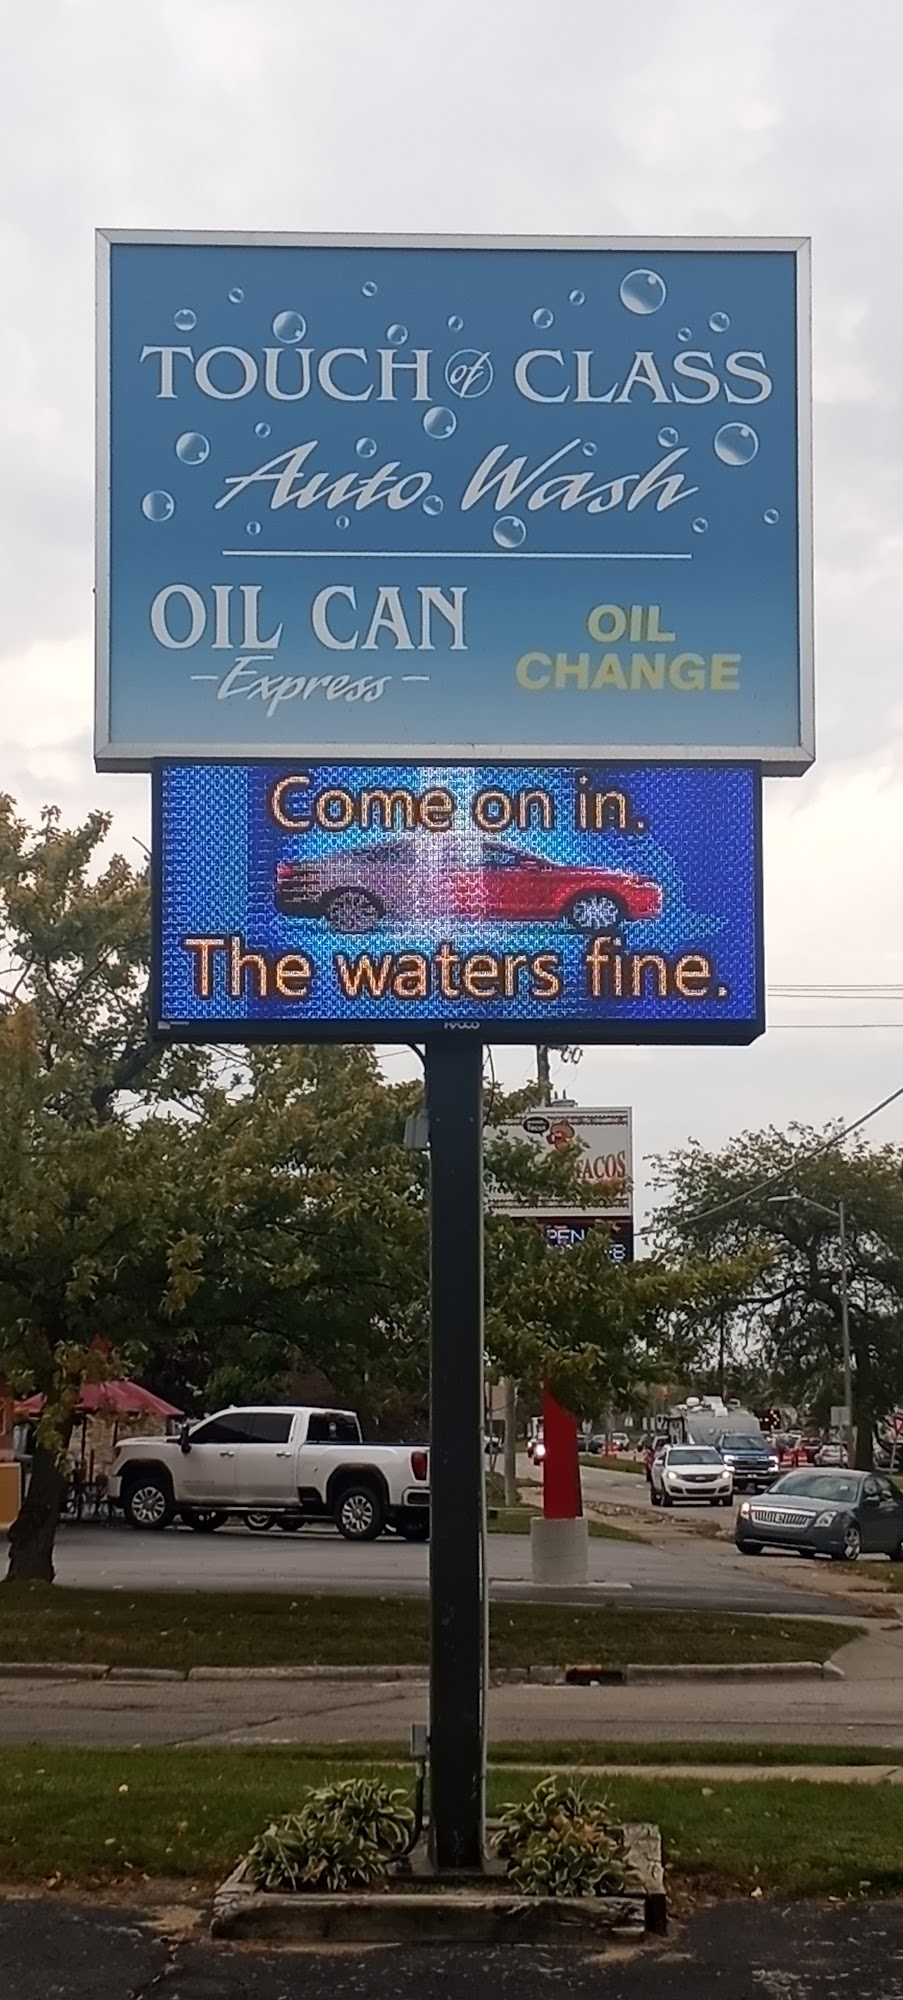 TOUCH of CLASS
Auto Wash
OIL CAN
-Express-
OIL
CHANGE
Come on in.
The waters fine.
TACOS